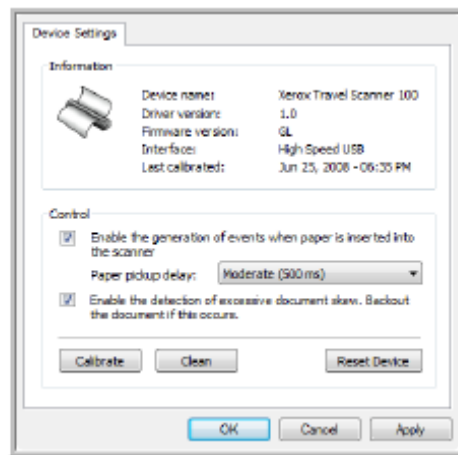 Device Settings
Information
Device name: Xerox Travel Scanner 100
Driver version: 1.0
Firmware version: GL
Interface: High Speed USB
Last calibrated: Jun 25, 2008 - 06:35 PM
Control
Enable the generation of events when paper is inserted into
the scanner
Paper pickup delay: Moderate (500 ms)
Enable the detection of excessive document skew. Backout
the document if this occurs.
Calibrate Clean Reset Device
OK Cancel Apply